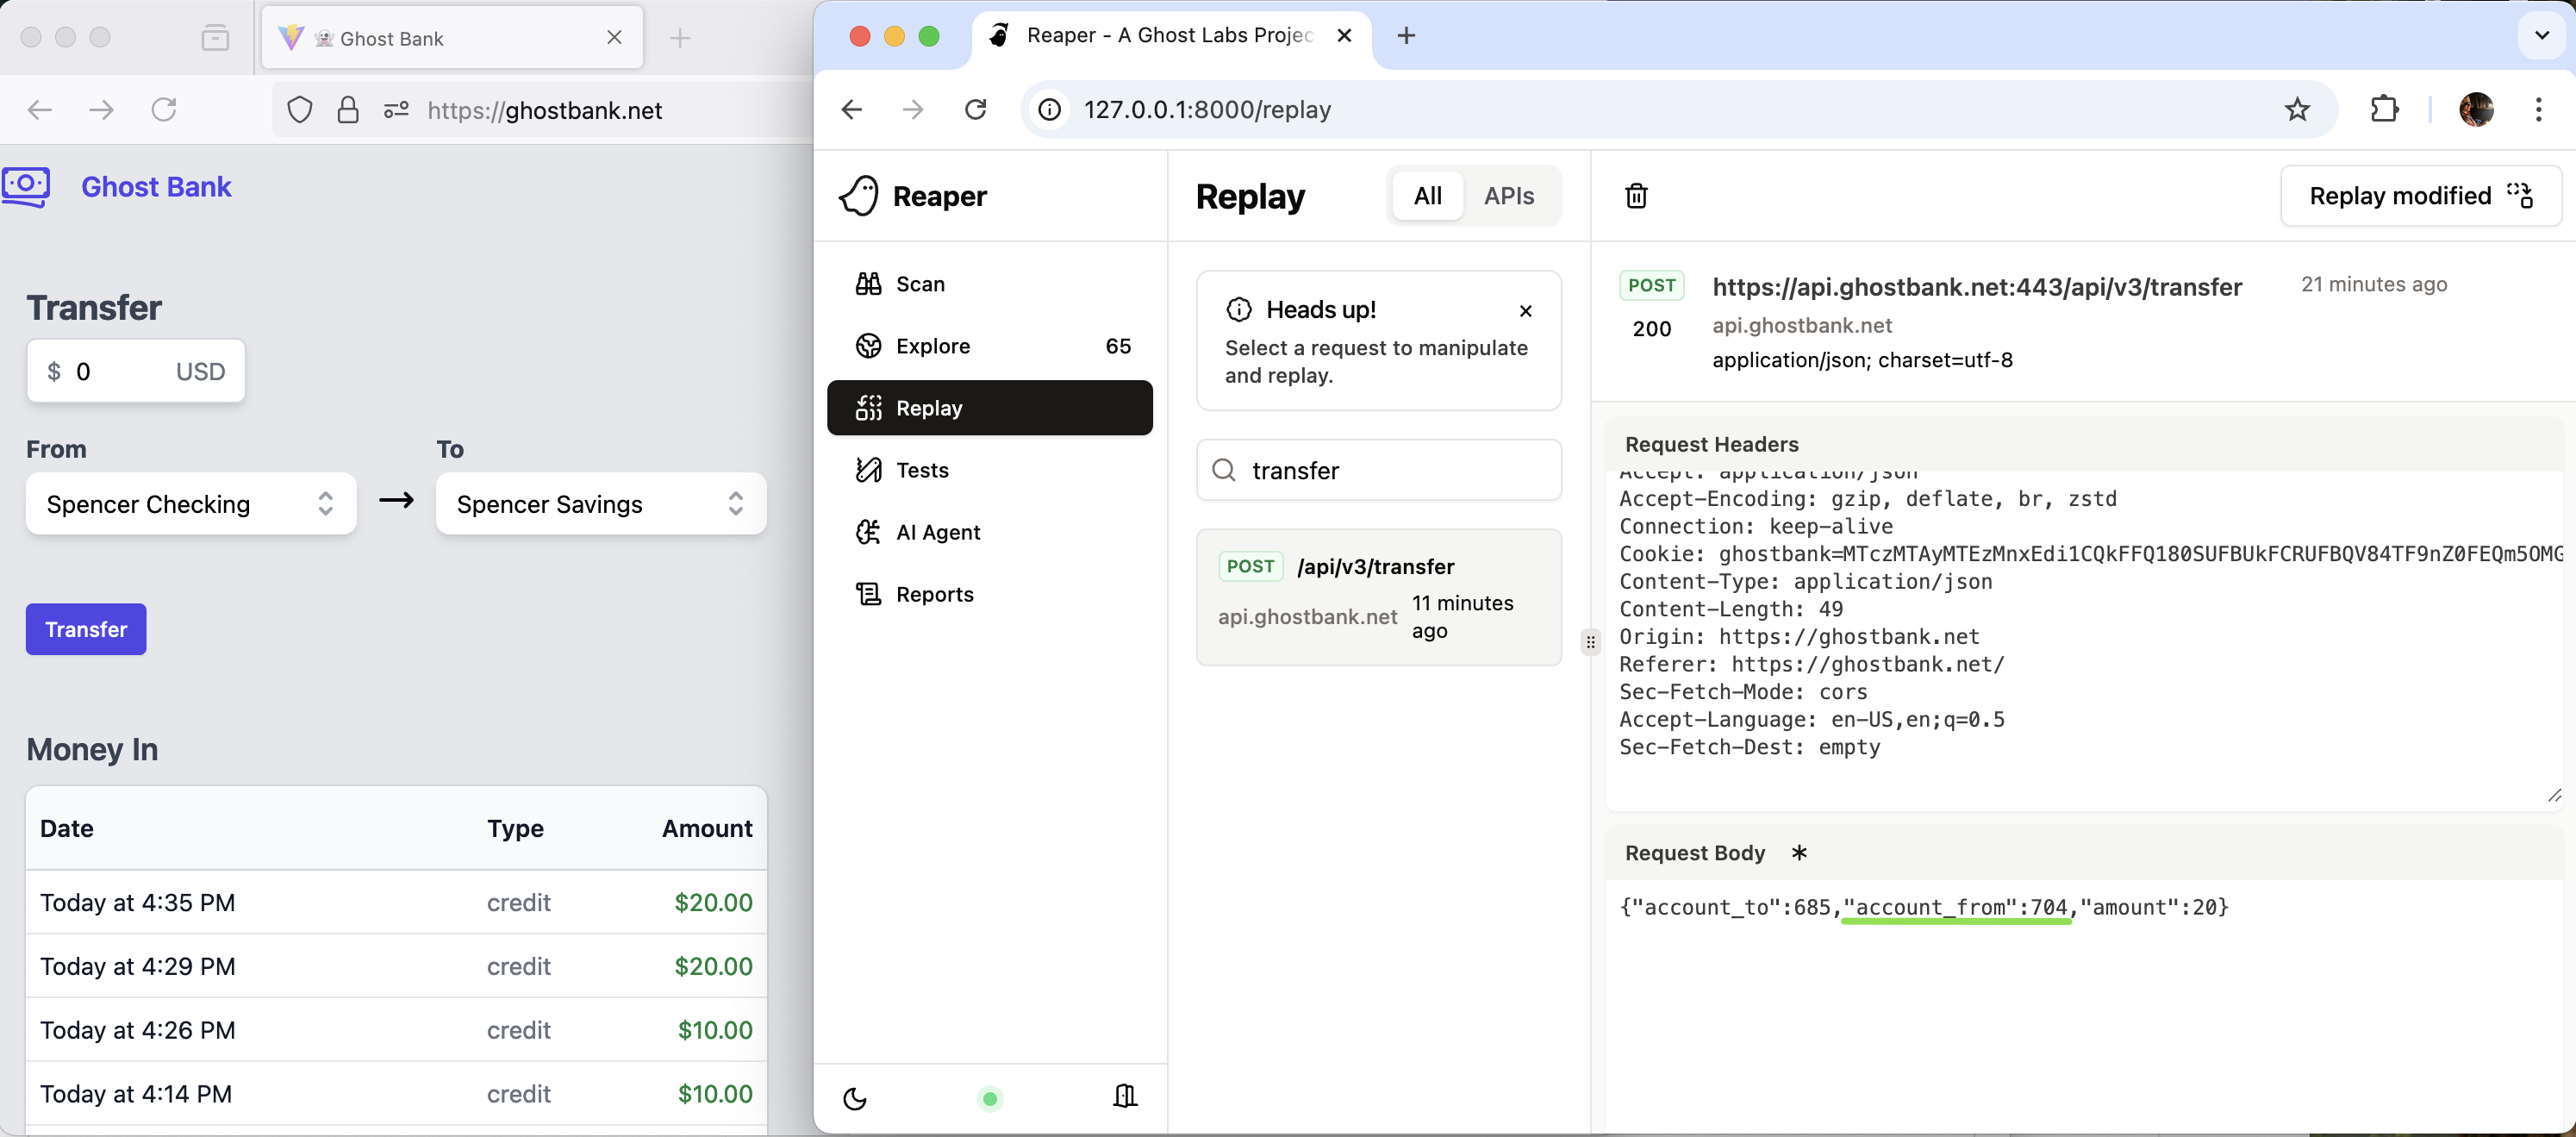 Ghost Bank
https://ghostbank.net
Ghost Bank
Transfer
$ 0 USD
From
To
Spencer Checking
Spencer Savings
Transfer
Money In
Date Type Amount
Today at 4:35 PM credit $20.00
Today at 4:29 PM credit $20.00
Today at 4:26 PM credit $10.00
Today at 4:14 PM credit $10.00
Reaper - A Ghost Labs Projec
127.0.0.1:8000/replay
Reaper
Scan
Explore 65
Replay
Tests
AI Agent
Reports
Replay
All APIs
Heads up!
Select a request to manipulate
and replay.
transfer
POST /api/v3/transfer
api.ghostbank.net 11 minutes
ago
Replay modified
POST https://api.ghostbank.net:443/api/v3/transfer 21 minutes ago
200 api.ghostbank.net
application/json; charset=utf-8
Request Headers
Accept: application/json
Accept-Encoding: gzip, deflate, br, zstd
Connection: keep-alive
Cookie: ghostbank=MTczMTAyMTEzMnxEdi1CQkFFQ180SUFBUkFCRUFBQV84TF9nZ0FEQm5OMG
Content-Type: application/json
Content-Length: 49
Origin: https://ghostbank.net
Referer: https://ghostbank.net/
Sec-Fetch-Mode: cors
Accept-Language: en-US,en;q=0.5
Sec-Fetch-Dest: empty
Request Body *
{"account_to":685,"account_from":704,"amount":20}